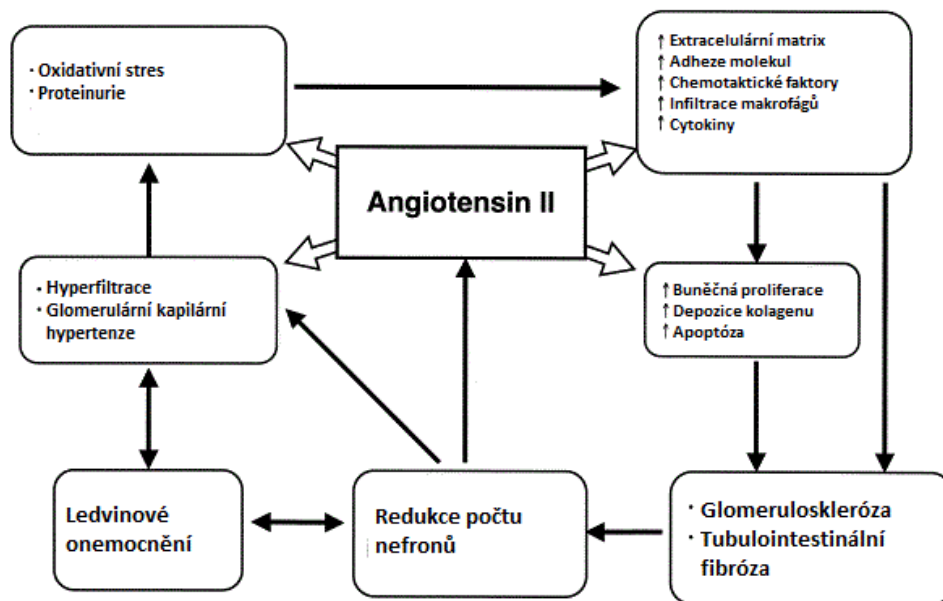 · Oxidativní stres
· Proteinurie
↑ Extracelulární matrix
↑ Adheze molekul
↑ Chemotaktické faktory
↑ Infiltrace makrofágů
↑ Cytokiny
Angiotensin II
• Hyperfiltrace
• Glomerulární kapilární
hypertenze
↑ Buněčná proliferace
↑ Depozice kolagenu
↑ Apoptóza
Ledvinové
onemocnění
Redukce počtu
nefronů
· Glomeruloskleróza
· Tubulointestinální
fibróza